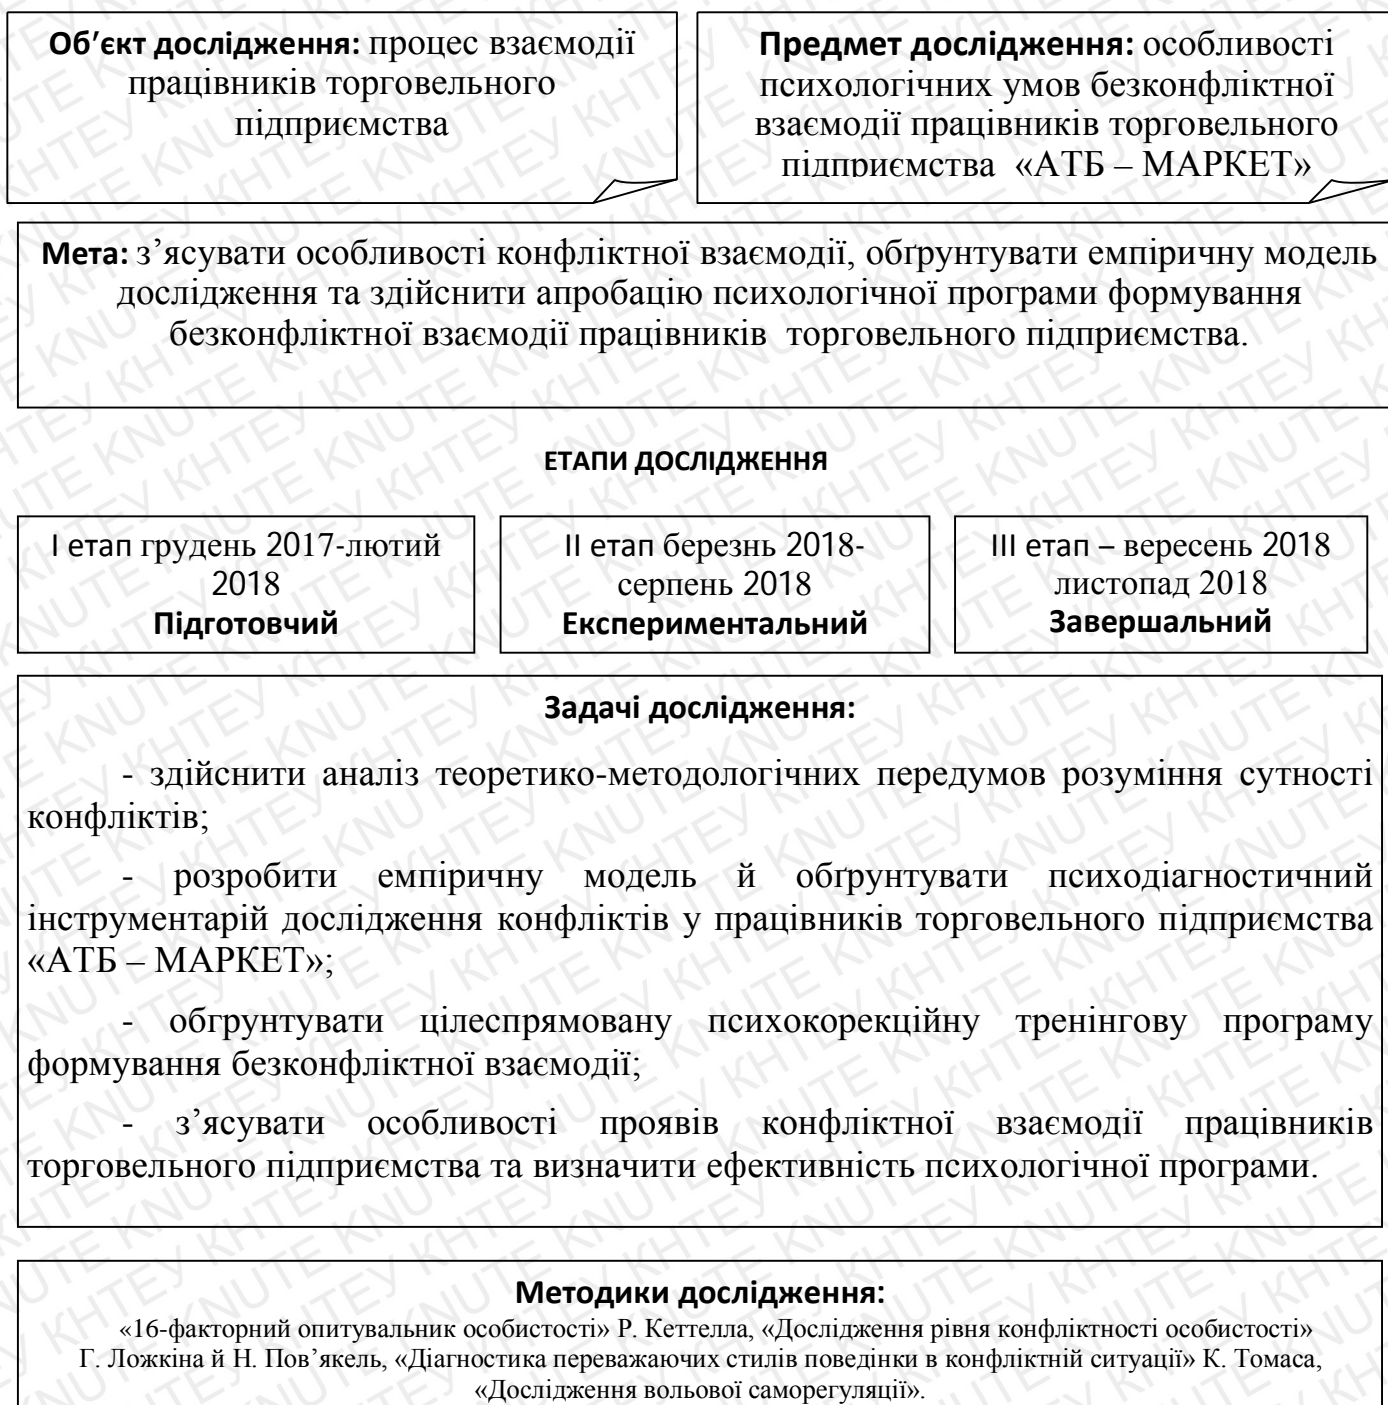 Об’єкт дослідження: процес взаємодії
працівників торговельного
підприємства
Предмет дослідження: особливості
психологічних умов безконфліктної
взаємодії працівників торговельного
підприємства «АТБ – МАРКЕТ»
Мета: з’ясувати особливості конфліктної взаємодії, обґрунтувати емпіричну модель
дослідження та здійснити апробацію психологічної програми формування
безконфліктної взаємодії працівників торговельного підприємства.
ЕТАПИ ДОСЛІДЖЕННЯ
І етап грудень 2017-лютий
2018
Підготовчий
ІІ етап березнь 2018-
серпень 2018
Експериментальний
ІІІ етап – вересень 2018
листопад 2018
Завершальний
Задачі дослідження:
- здійснити аналіз теоретико-методологічних передумов розуміння сутності
конфліктів;
- розробити емпіричну модель й обґрунтувати психодіагностичний
інструментарій дослідження конфліктів у працівників торговельного підприємства
«АТБ – МАРКЕТ»;
- обгрунтувати цілеспрямовану психокорекційну тренінгову програму
формування безконфліктної взаємодії;
- з’ясувати особливості проявів конфліктної взаємодії працівників
торговельного підприємства та визначити ефективність психологічної програми.
Методики дослідження:
«16-факторний опитувальник особистості» Р. Кеттелла, «Дослідження рівня конфліктності особистості»
Г. Ложкіна й Н. Пов’якель, «Діагностика переважаючих стилів поведінки в конфліктній ситуації» К. Томаса,
«Дослідження вольової саморегуляції».